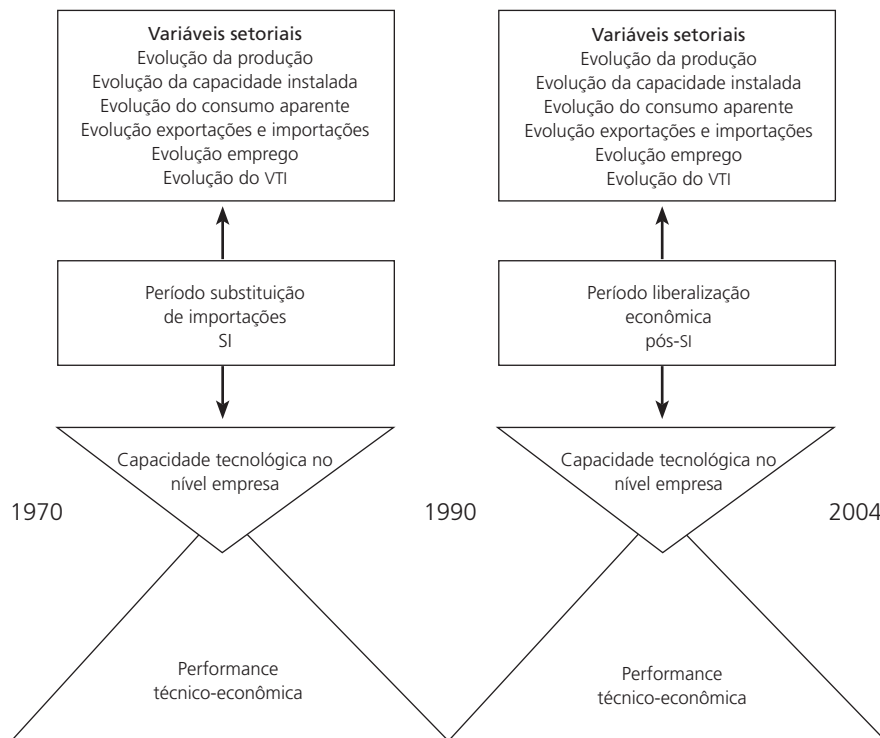 Variáveis setoriais
Evolução da produção
Evolução da capacidade instalada
Evolução do consumo aparente
Evolução exportações e importações
Evolução emprego
Evolução do VTI
Variáveis setoriais
Evolução da produção
Evolução da capacidade instalada
Evolução do consumo aparente
Evolução exportações e importações
Evolução emprego
Evolução do VTI
Período substituição
de importações
SI
Período liberalização
econômica
pós-SI
Capacidade tecnológica no
nível empresa
Capacidade tecnológica no
nível empresa
1970
1990
2004
Performance
técnico-econômica
Performance
técnico-econômica